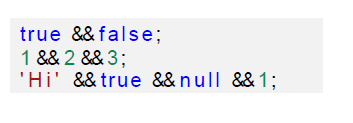 true && false;
1 && 2 && 3;
'Hi' && true && null && 1;